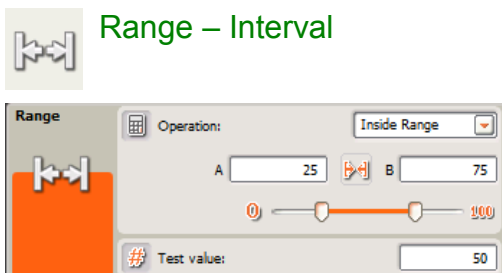 Range – Interval
Range
Operation: Inside Range
A 25 B 75
0 100
# Test value: 50